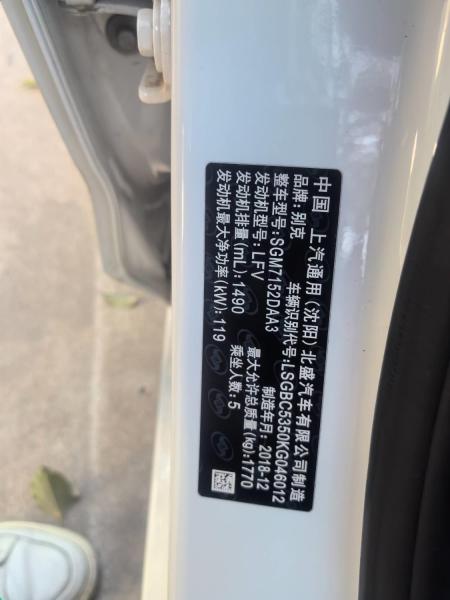 中国 上汽通用(沈阳)北盛汽车有限公司制造
品牌:别克 车辆识别代号:LSGBC5350KG046012
整车型号:SGM7152DAA3 制造年月:2018-12
发动机型号:LFV 最大允许总质量(kg):1770
发动机排量(mL):1490 乘坐人数:5
发动机最大净功率(kW):119